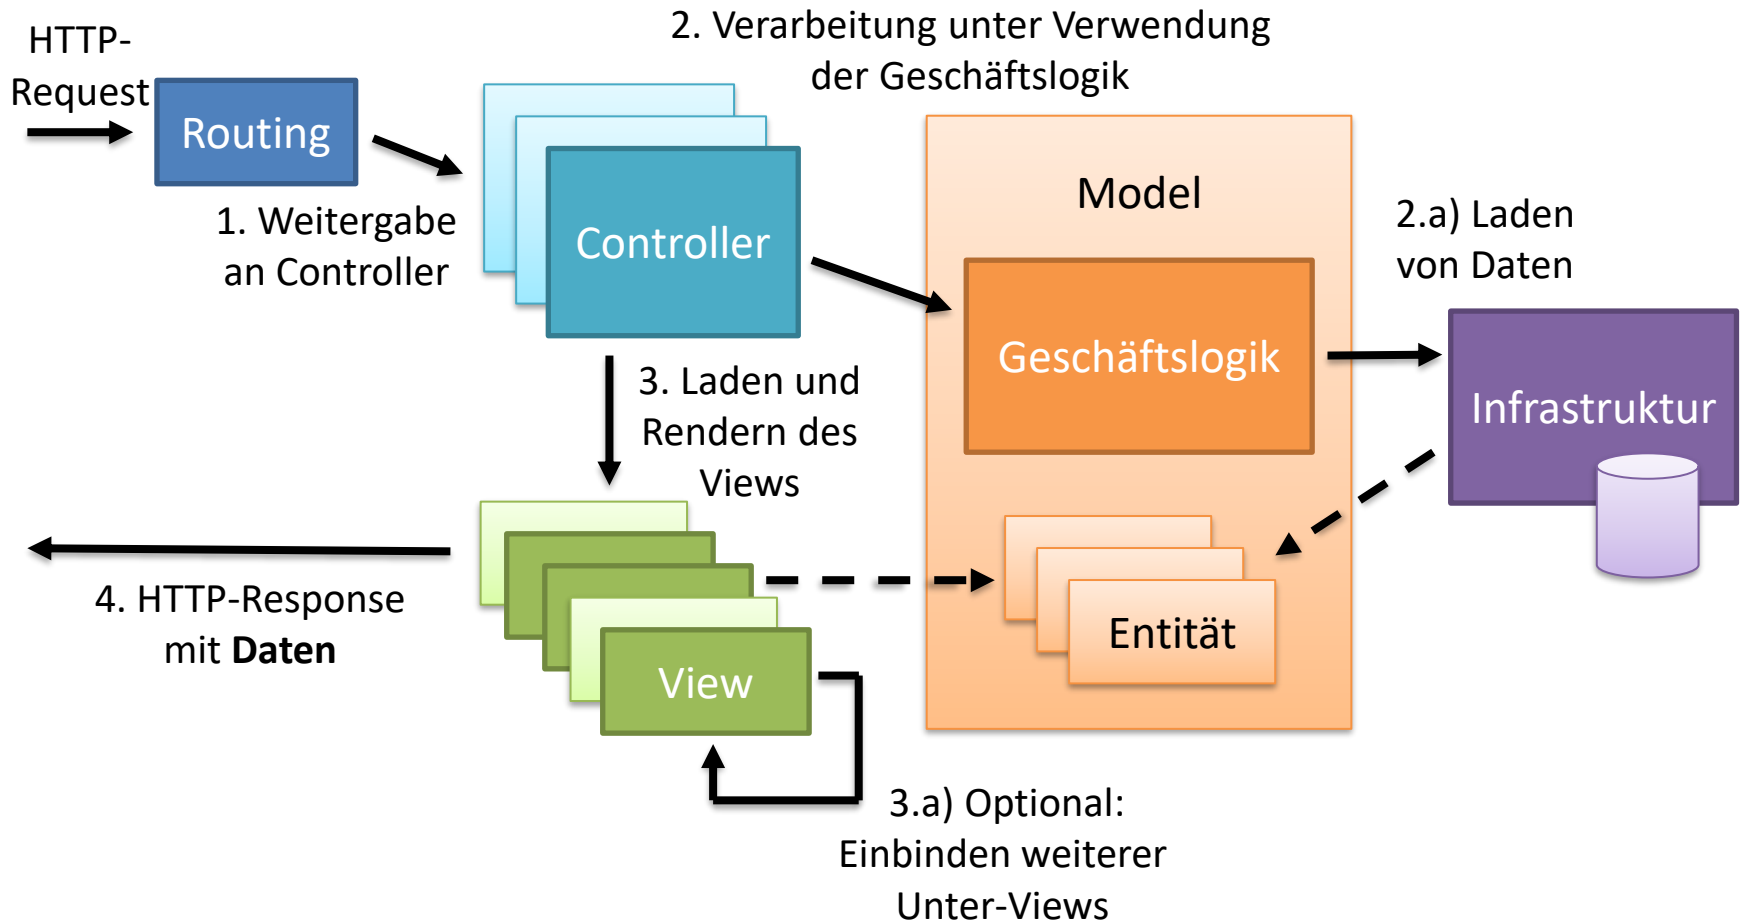 HTTP-
Request
Routing
1. Weitergabe
an Controller
Controller
2. Verarbeitung unter Verwendung
der Geschäftslogik
Model
Geschäftslogik
2.a) Laden
von Daten
Infrastruktur
3. Laden und
Rendern des
Views
Entität
View
4. HTTP-Response
mit Daten
3.a) Optional:
Einbinden weiterer
Unter-Views